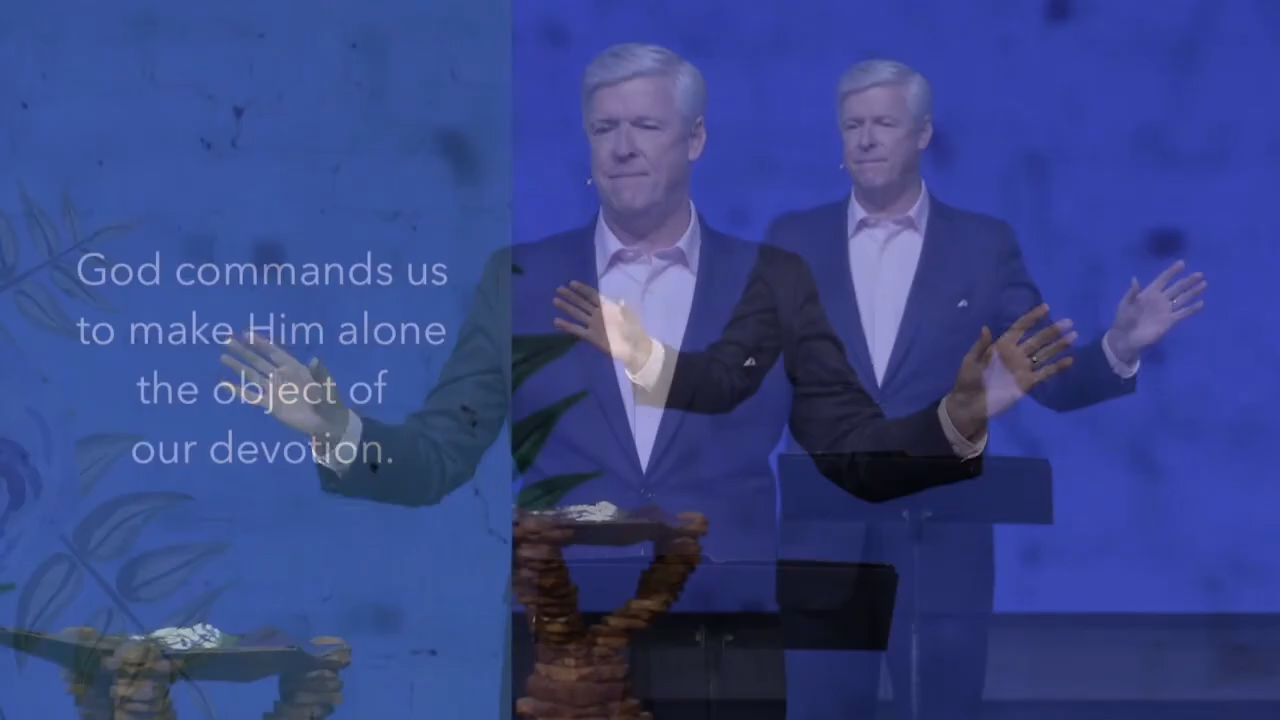 God commands us
to make Him alone
the object of
our devotion.